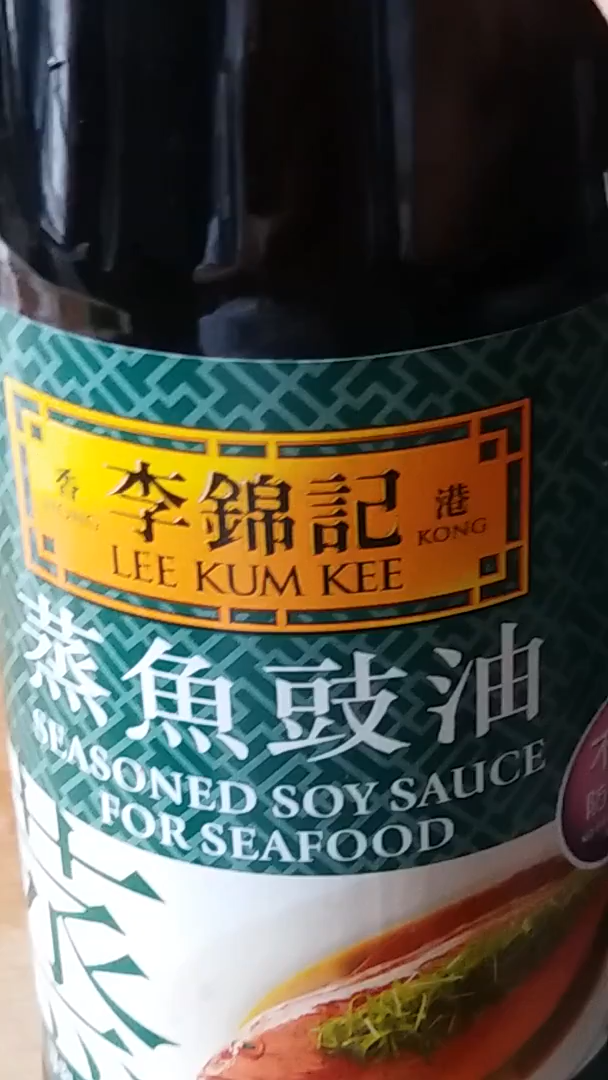 香 李錦記 港
HONG LEE KUM KEE KONG
蒸魚豉油
SEASONED SOY SAUCE
FOR SEAFOOD
蒸